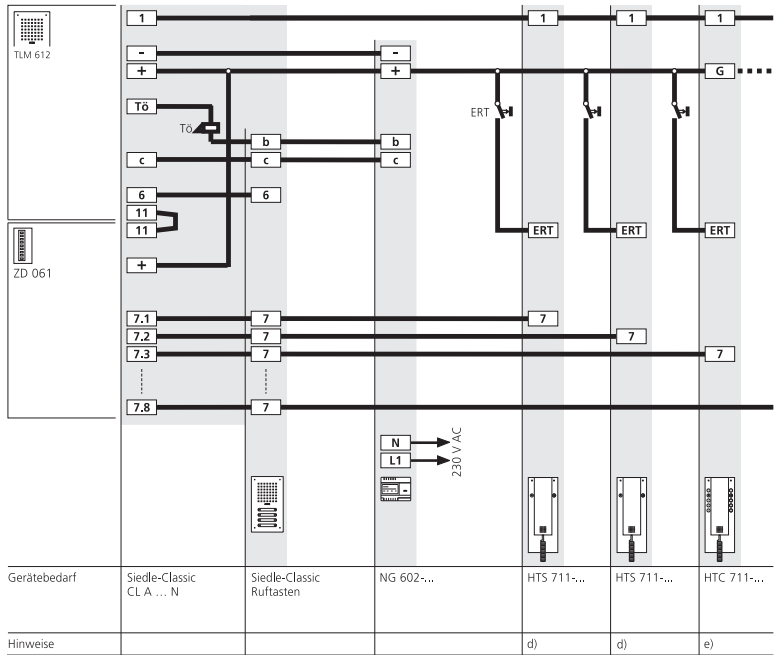 1 1 1 1
TLM 612
- -
+ + G
Tö
Tö
ERT
b b
c c c
6 6
11
11 ERT ERT ERT
ZD 061
+
7.1 7 7
7.2 7 7
7.3 7 7
7.8 7
N
L1
230 V AC
Gerätebedarf Siedle-Classic Siedle-Classic NG 602-... HTS 711-... HTS 711-... HTC 711-...
CL A ... N Ruftasten
Hinweise d) d) e)